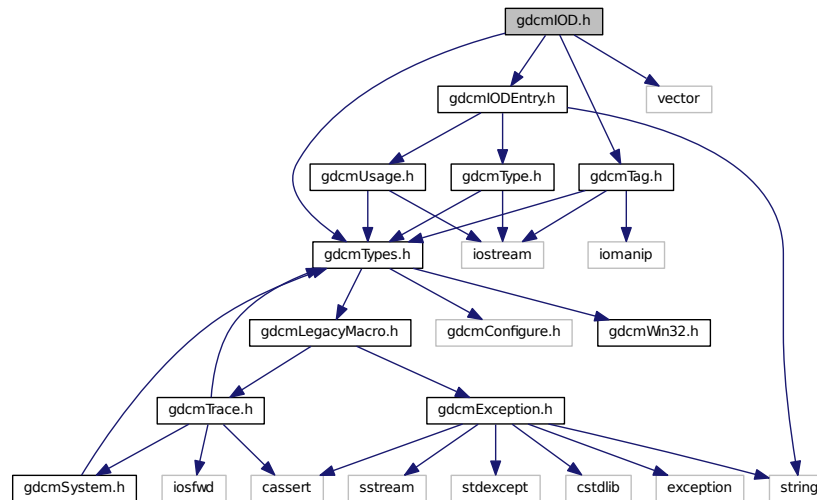 gdcmIOD.h
gdcmIODEntry.h
vector
gdcmUsage.h
gdcmType.h
gdcmTag.h
gdcmTypes.h
iostream
iomanip
gdcmLegacyMacro.h
gdcmConfigure.h
gdcmWin32.h
gdcmTrace.h
gdcmException.h
gdcmSystem.h
iosfwd
cassert
sstream
stdexcept
cstdlib
exception
string